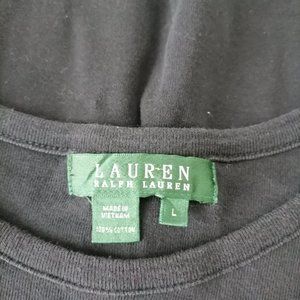 LAUREN
RALPH LAUREN
MADE IN
VIETNAM
100% COTTON
L